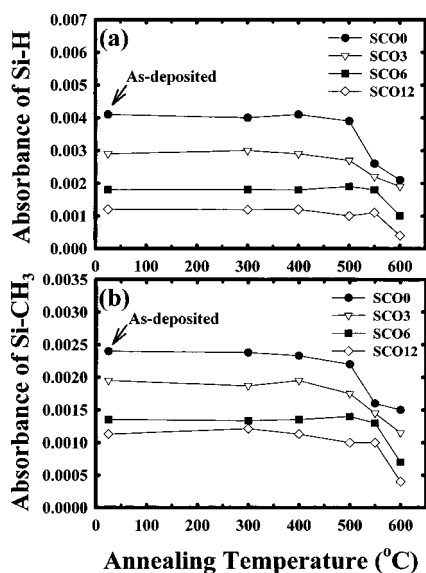 (a)
SCO0
SCO3
SCO6
SCO12
As-deposited
Absorbance of Si-H
0.007
0.006
0.005
0.004
0.003
0.002
0.001
0.000
0 100 200 300 400 500 600
(b)
SCO0
SCO3
SCO6
SCO12
As-deposited
Absorbance of Si-CH₃
0.0035
0.0030
0.0025
0.0020
0.0015
0.0010
0.0005
0.0000
0 100 200 300 400 500 600
Annealing Temperature (°C)